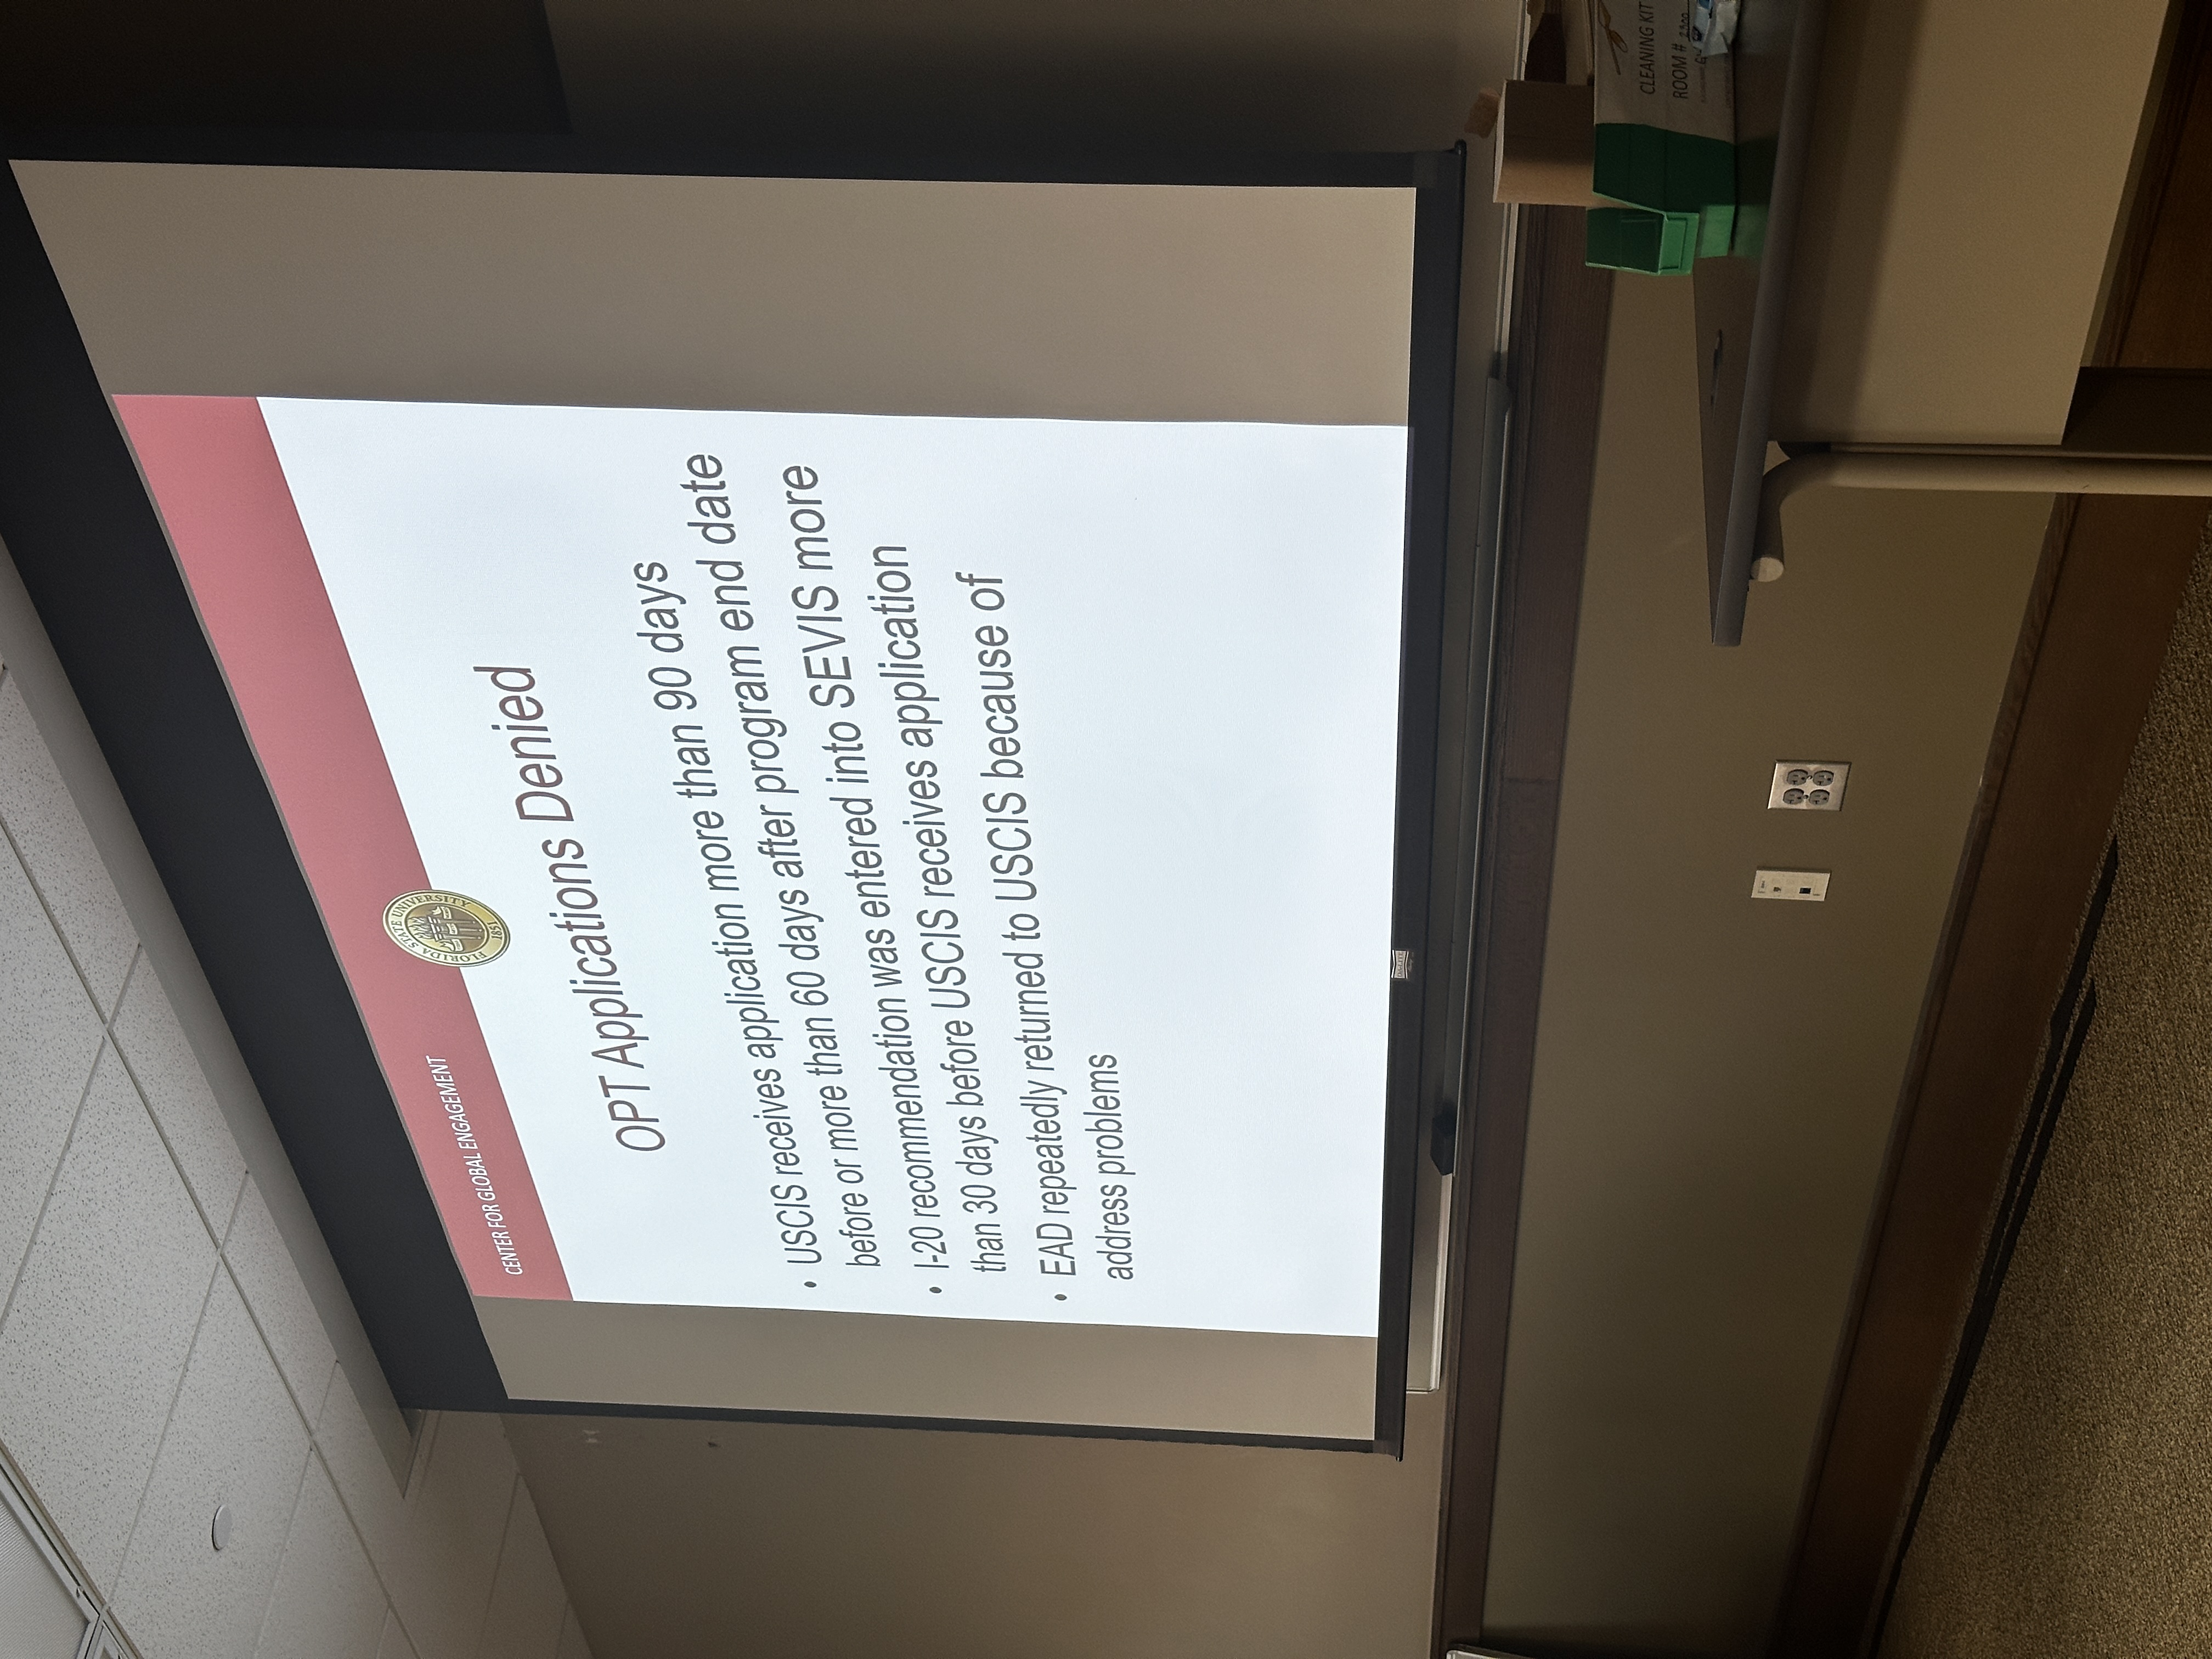 CENTER FOR GLOBAL ENGAGEMENT
FLORIDA STATE UNIVERSITY
1851
OPT Applications Denied
• USCIS receives application more than 90 days
before or more than 60 days after program end date
• I-20 recommendation was entered into SEVIS more
than 30 days before USCIS receives application
• EAD repeatedly returned to USCIS because of
address problems
DA-LITE
CLEANING KIT
ROOM #